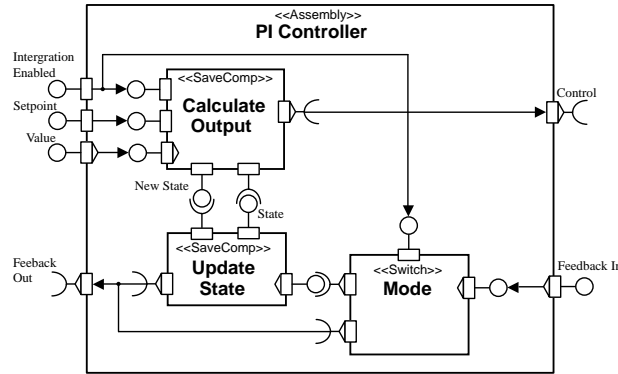 <<Assembly>>
PI Controller
Intergration
Enabled
Setpoint
Value
<<SaveComp>>
Calculate
Output
Control
New State
State
<<SaveComp>>
Update
State
Feeback
Out
<<Switch>>
Mode
Feedback In